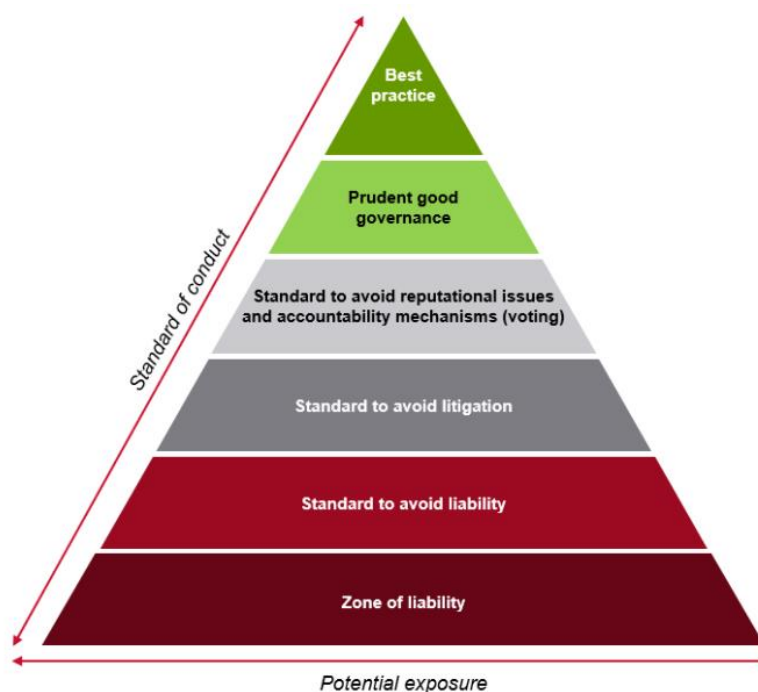 Best
practice
Prudent good
governance
Standard to avoid reputational issues
and accountability mechanisms (voting)
Standard to avoid litigation
Standard to avoid liability
Zone of liability
Standard of conduct
Potential exposure